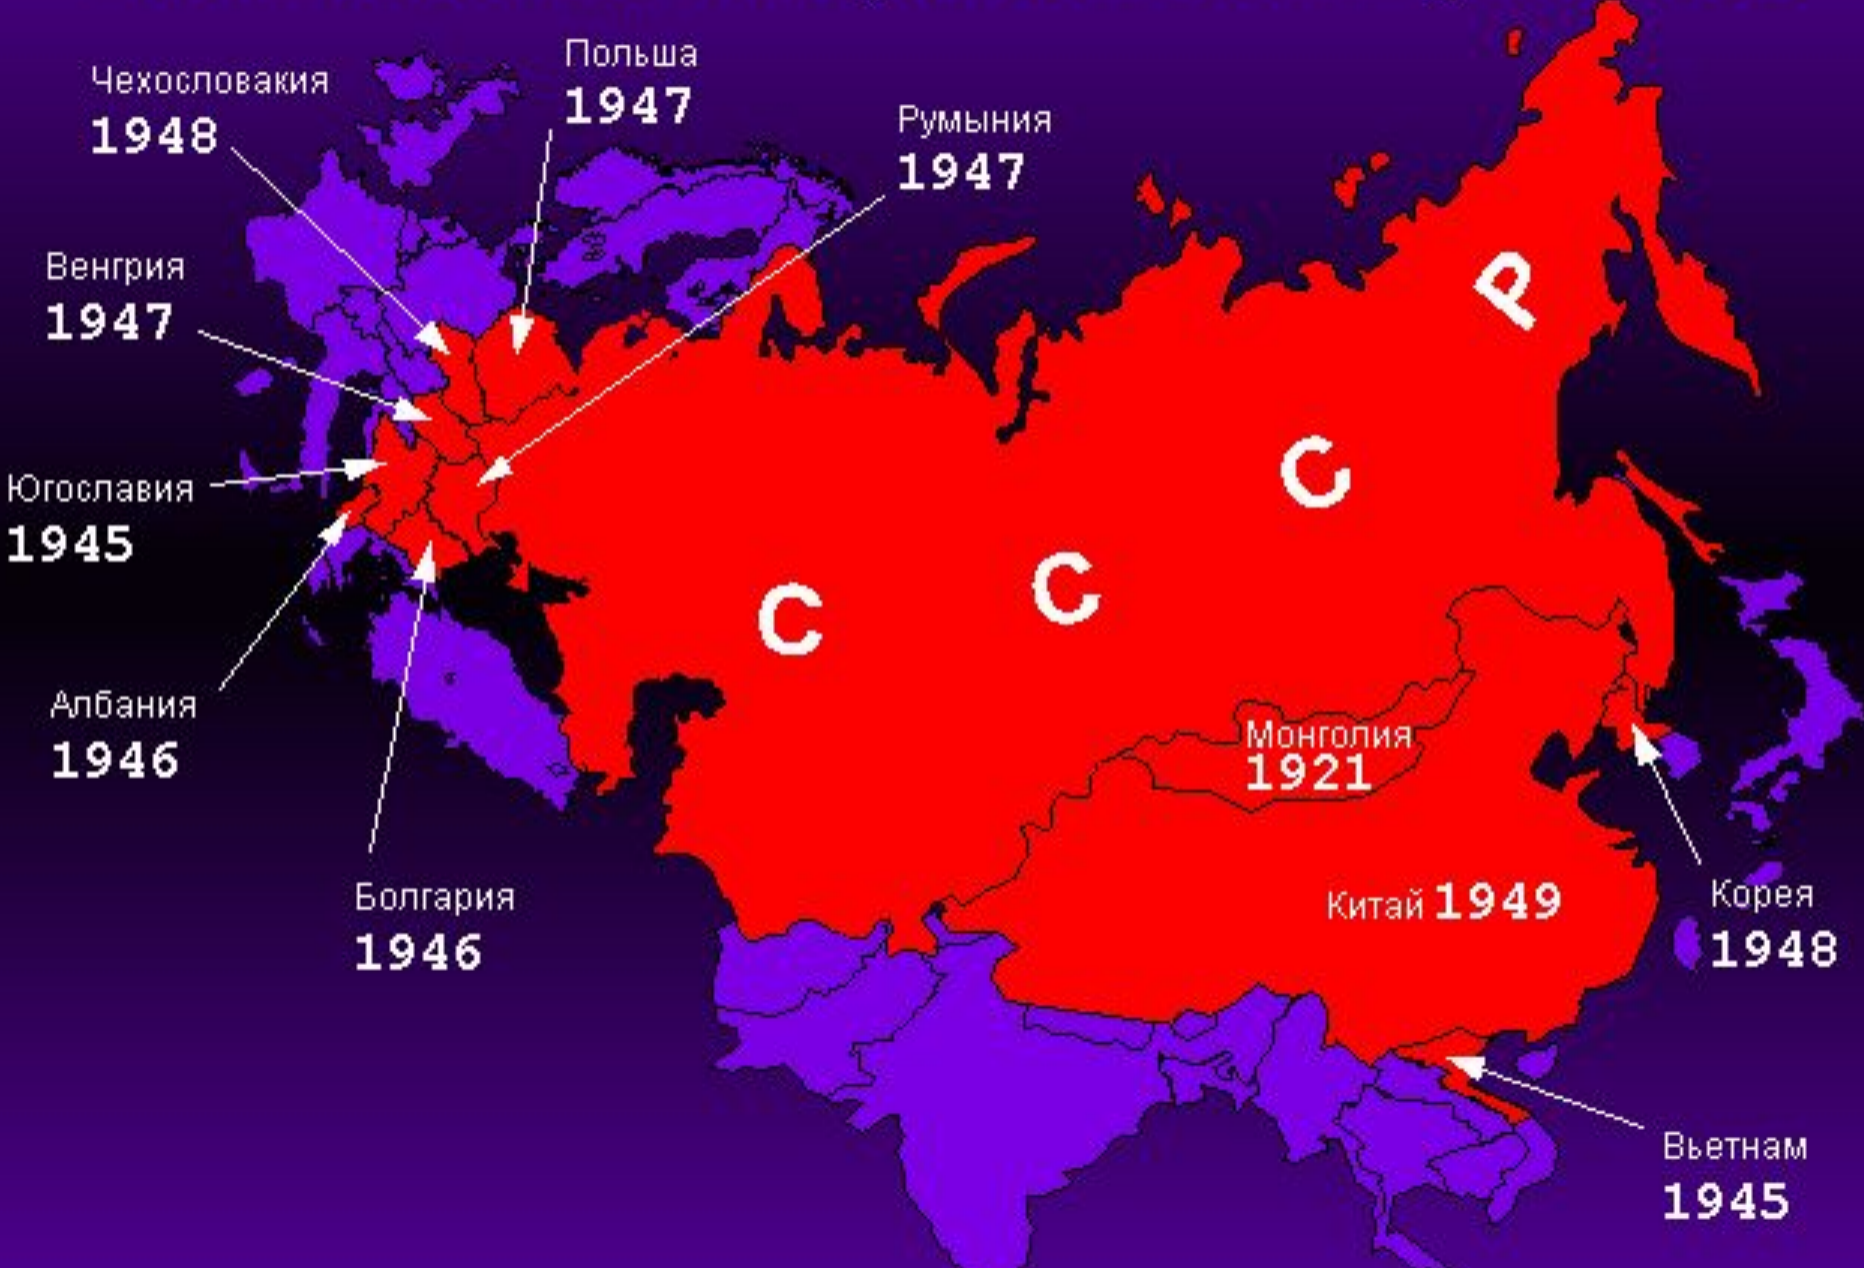 Чехословакия
1948
Польша
1947
Румыния
1947
Венгрия
1947
Р
С
Югославия
1945
С
С
Албания
1946
Монголия
1921
Болгария
1946
Китай 1949
Корея
1948
Вьетнам
1945